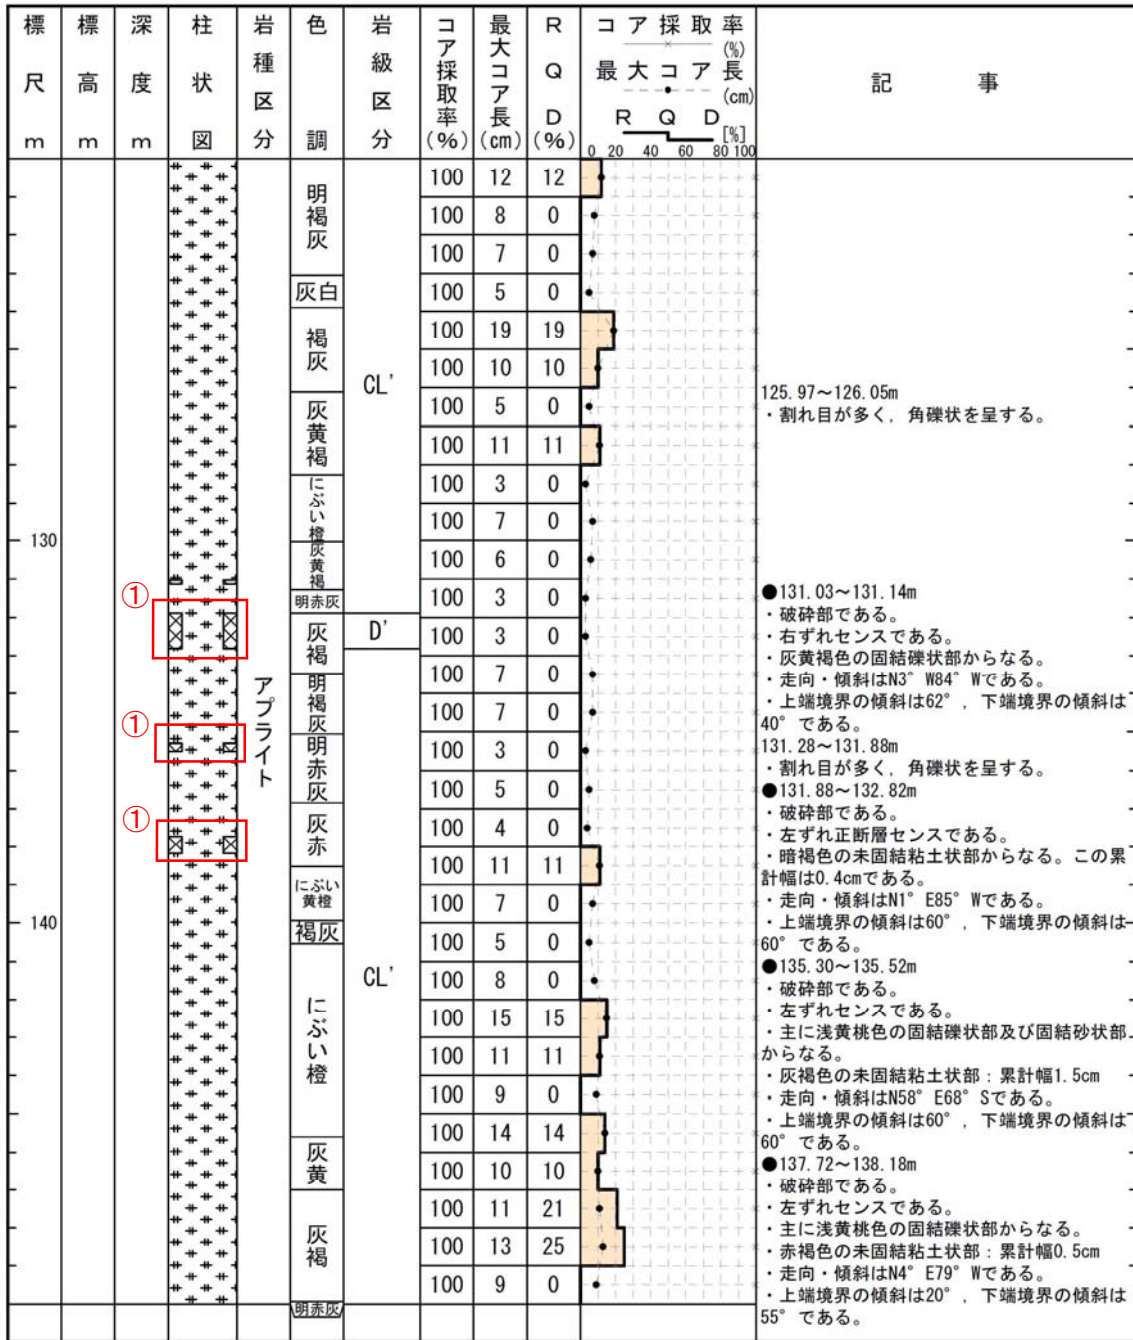 標尺m
標高m
深度m
柱状図
岩種区分
色調
岩級区分
コア採取率(%)
最大コア長(cm)
RQD(%)
コア採取率
(%)
最大コア長
(cm)
R Q D
[%]
0 20 40 60 80 100
記 事
130
140
①
①
①
アプライト
明褐灰
灰白
褐灰
灰黄褐
にぶい橙
灰黄褐
明赤灰
灰褐
明褐灰
明赤灰
灰赤
にぶい黄橙
褐灰
にぶい橙
灰黄
灰褐
明赤灰
CL'
D'
CL'
100 12 12
100 8 0
100 7 0
100 5 0
100 19 19
100 10 10
100 5 0
100 11 11
100 3 0
100 7 0
100 6 0
100 3 0
100 3 0
100 7 0
100 7 0
100 3 0
100 5 0
100 4 0
100 11 11
100 7 0
100 5 0
100 8 0
100 15 15
100 11 11
100 9 0
100 14 14
100 10 10
100 11 21
100 13 25
100 9 0
125.97～126.05m
・割れ目が多く，角礫状を呈する。
●131.03～131.14m
・破砕部である。
・右ずれセンスである。
・灰黄褐色の固結礫状部からなる。
・走向・傾斜はN3°W84°Wである。
・上端境界の傾斜は62°，下端境界の傾斜は
40°である。
131.28～131.88m
・割れ目が多く，角礫状を呈する。
●131.88～132.82m
・破砕部である。
・左ずれ正断層センスである。
・暗褐色の未固結粘土状部からなる。この累
計幅は0.4cmである。
・走向・傾斜はN1°E85°Wである。
・上端境界の傾斜は60°，下端境界の傾斜は
60°である。
●135.30～135.52m
・破砕部である。
・左ずれセンスである。
・主に浅黄桃色の固結礫状部及び固結砂状部
からなる。
・灰褐色の未固結粘土状部：累計幅1.5cm
・走向・傾斜はN58°E68°Sである。
・上端境界の傾斜は60°，下端境界の傾斜は
60°である。
●137.72～138.18m
・破砕部である。
・左ずれセンスである。
・主に浅黄桃色の固結礫状部からなる。
・赤褐色の未固結粘土状部：累計幅0.5cm
・走向・傾斜はN4°E79°Wである。
・上端境界の傾斜は20°，下端境界の傾斜は
55°である。